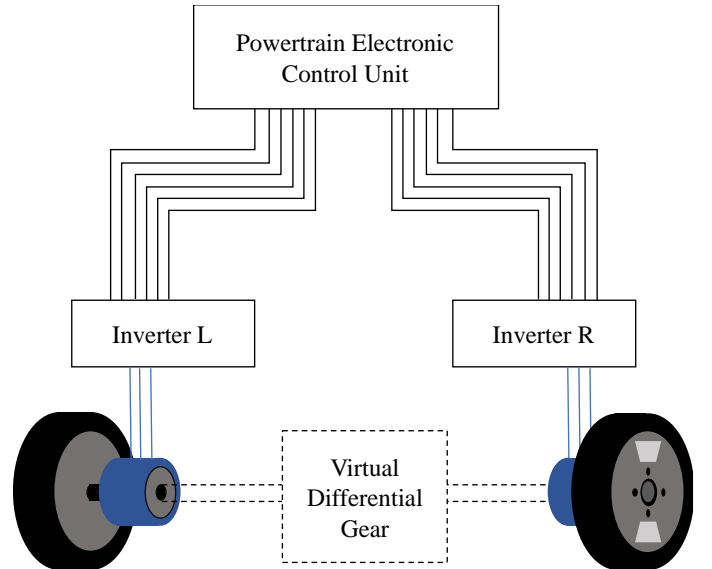 Powertrain Electronic
Control Unit
Inverter L
Inverter R
Virtual
Differential
Gear